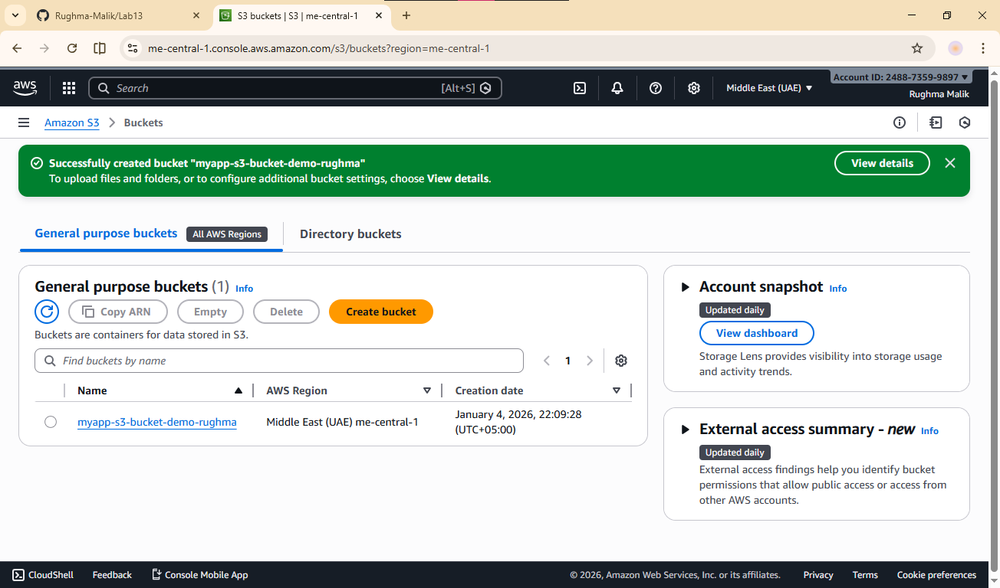 Rughma-Malik/Lab13
S3 buckets | S3 | me-central-1
me-central-1.console.aws.amazon.com/s3/buckets?region=me-central-1
aws
Search
[Alt+S]
Middle East (UAE)
Account ID: 2488-7359-9897
Rughma Malik
Amazon S3
Buckets
Successfully created bucket "myapp-s3-bucket-demo-rughma"
To upload files and folders, or to configure additional bucket settings, choose View details.
View details
General purpose buckets
All AWS Regions
Directory buckets
General purpose buckets (1) Info
Copy ARN
Empty
Delete
Create bucket
Buckets are containers for data stored in S3.
Find buckets by name
1
Name
AWS Region
Creation date
myapp-s3-bucket-demo-rughma
Middle East (UAE) me-central-1
January 4, 2026, 22:09:28
(UTC+05:00)
Account snapshot Info
Updated daily
View dashboard
Storage Lens provides visibility into storage usage
and activity trends.
External access summary - new Info
Updated daily
External access findings help you identify bucket
permissions that allow public access or access from
other AWS accounts.
CloudShell
Feedback
Console Mobile App
© 2026, Amazon Web Services, Inc. or its affiliates.
Privacy
Terms
Cookie preferences